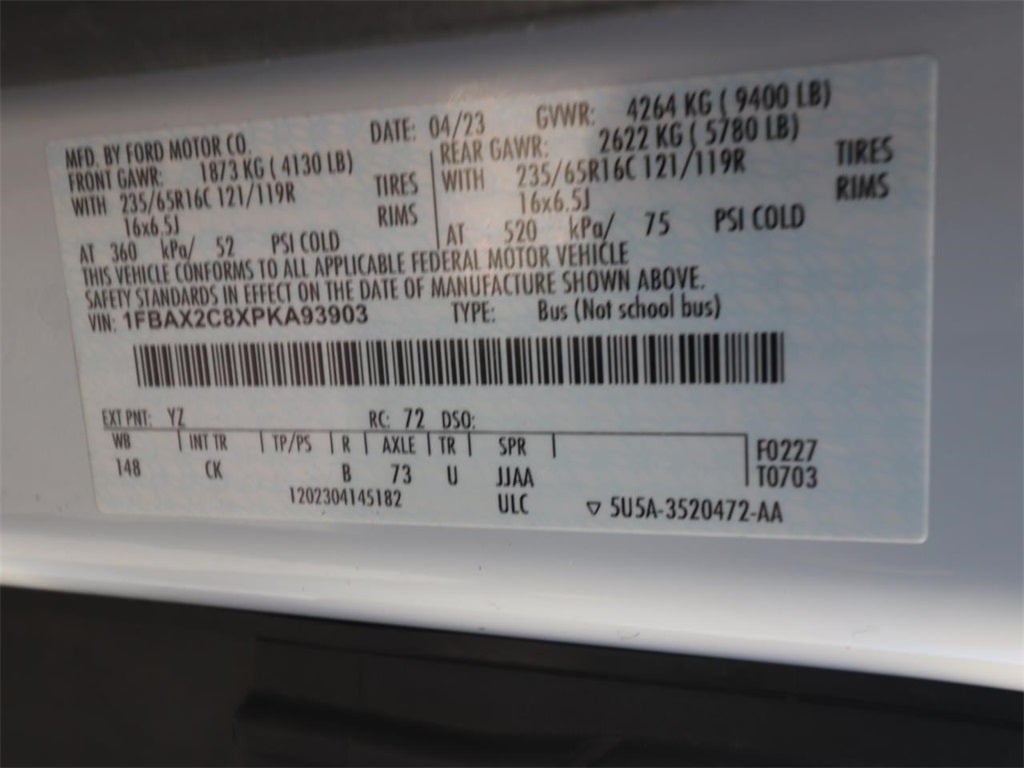 MFD. BY FORD MOTOR CO. DATE: 04/23 GVWR: 4264 KG ( 9400 LB)
FRONT GAWR: 1873 KG ( 4130 LB) REAR GAWR: 2622 KG ( 5780 LB)
WITH 235/65R16C 121/119R TIRES WITH 235/65R16C 121/119R TIRES
16x6.5J RIMS 16x6.5J RIMS
AT 360 kPa/ 52 PSI COLD AT 520 kPa/ 75 PSI COLD
THIS VEHICLE CONFORMS TO ALL APPLICABLE FEDERAL MOTOR VEHICLE
SAFETY STANDARDS IN EFFECT ON THE DATE OF MANUFACTURE SHOWN ABOVE.
VIN: 1FBAX2C8XPKA93903 TYPE: Bus (Not school bus)
EXT PNT: YZ RC: 72 DSO:
WB INT TR TP/PS R AXLE TR SPR F0227
148 CK B 73 U JJAA T0703
1202304145182 ULC ▽ 5U5A-3520472-AA